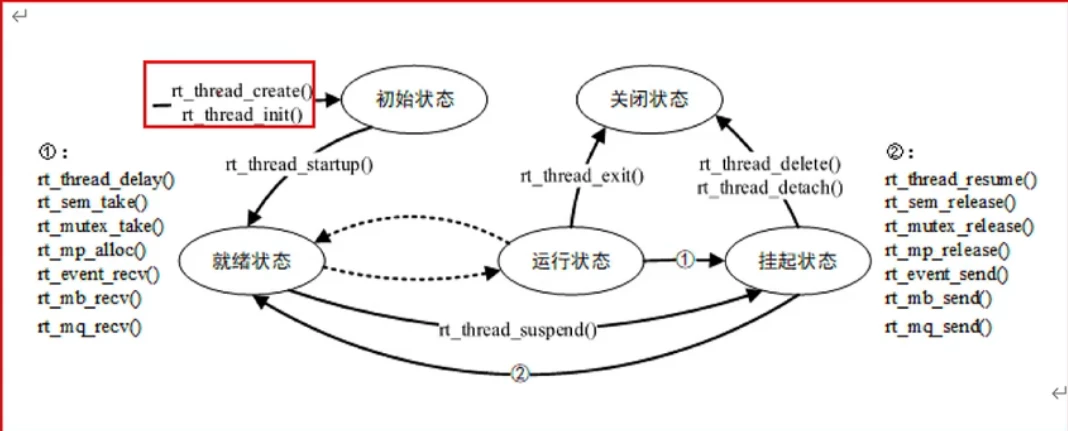 rt_thread_create()
rt_thread_init()
初始状态
关闭状态
①：
rt_thread_delay()
rt_sem_take()
rt_mutex_take()
rt_mp_alloc()
rt_event_recv()
rt_mb_recv()
rt_mq_recv()
rt_thread_startup()
rt_thread_exit()
rt_thread_delete()
rt_thread_detach()
②：
rt_thread_resume()
rt_sem_release()
rt_mutex_release()
rt_mp_release()
rt_event_send()
rt_mb_send()
rt_mq_send()
就绪状态
运行状态
①
挂起状态
rt_thread_suspend()
②